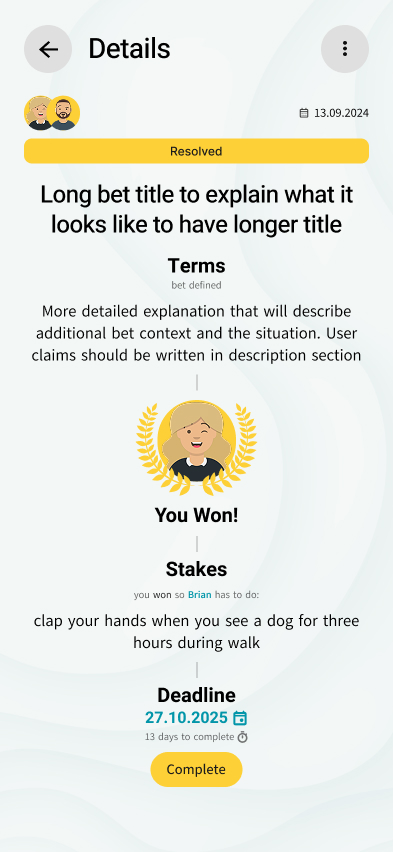 Details
13.09.2024
Resolved
Long bet title to explain what it
looks like to have longer title
Terms
bet defined
More detailed explanation that will describe
additional bet context and the situation. User
claims should be written in description section
You Won!
Stakes
you won so Brian has to do:
clap your hands when you see a dog for three
hours during walk
Deadline
27.10.2025
13 days to complete
Complete